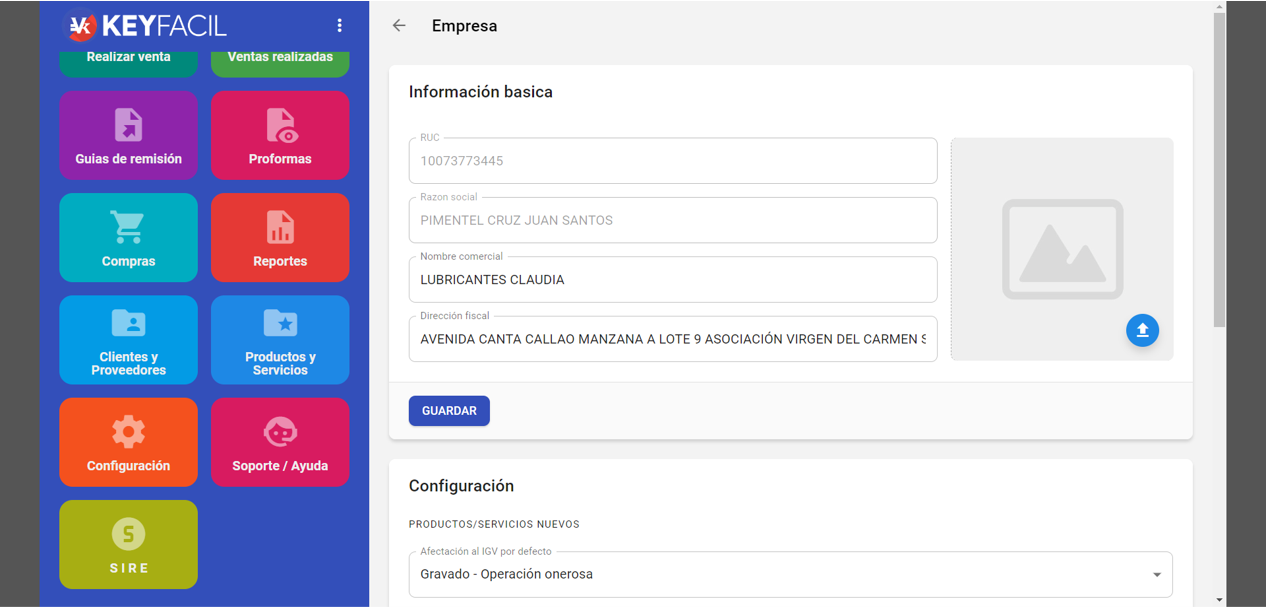 KEYFACIL
Realizar venta
Ventas realizadas
Guias de remisión
Proformas
Compras
Reportes
Clientes y
Proveedores
Productos y
Servicios
Configuración
Soporte / Ayuda
S
SIRE
Empresa
Información basica
RUC
10073773445
Razon social
PIMENTEL CRUZ JUAN SANTOS
Nombre comercial
LUBRICANTES CLAUDIA
Dirección fiscal
AVENIDA CANTA CALLAO MANZANA A LOTE 9 ASOCIACIÓN VIRGEN DEL CARMEN S
GUARDAR
Configuración
PRODUCTOS/SERVICIOS NUEVOS
Afectación al IGV por defecto
Gravado - Operación onerosa